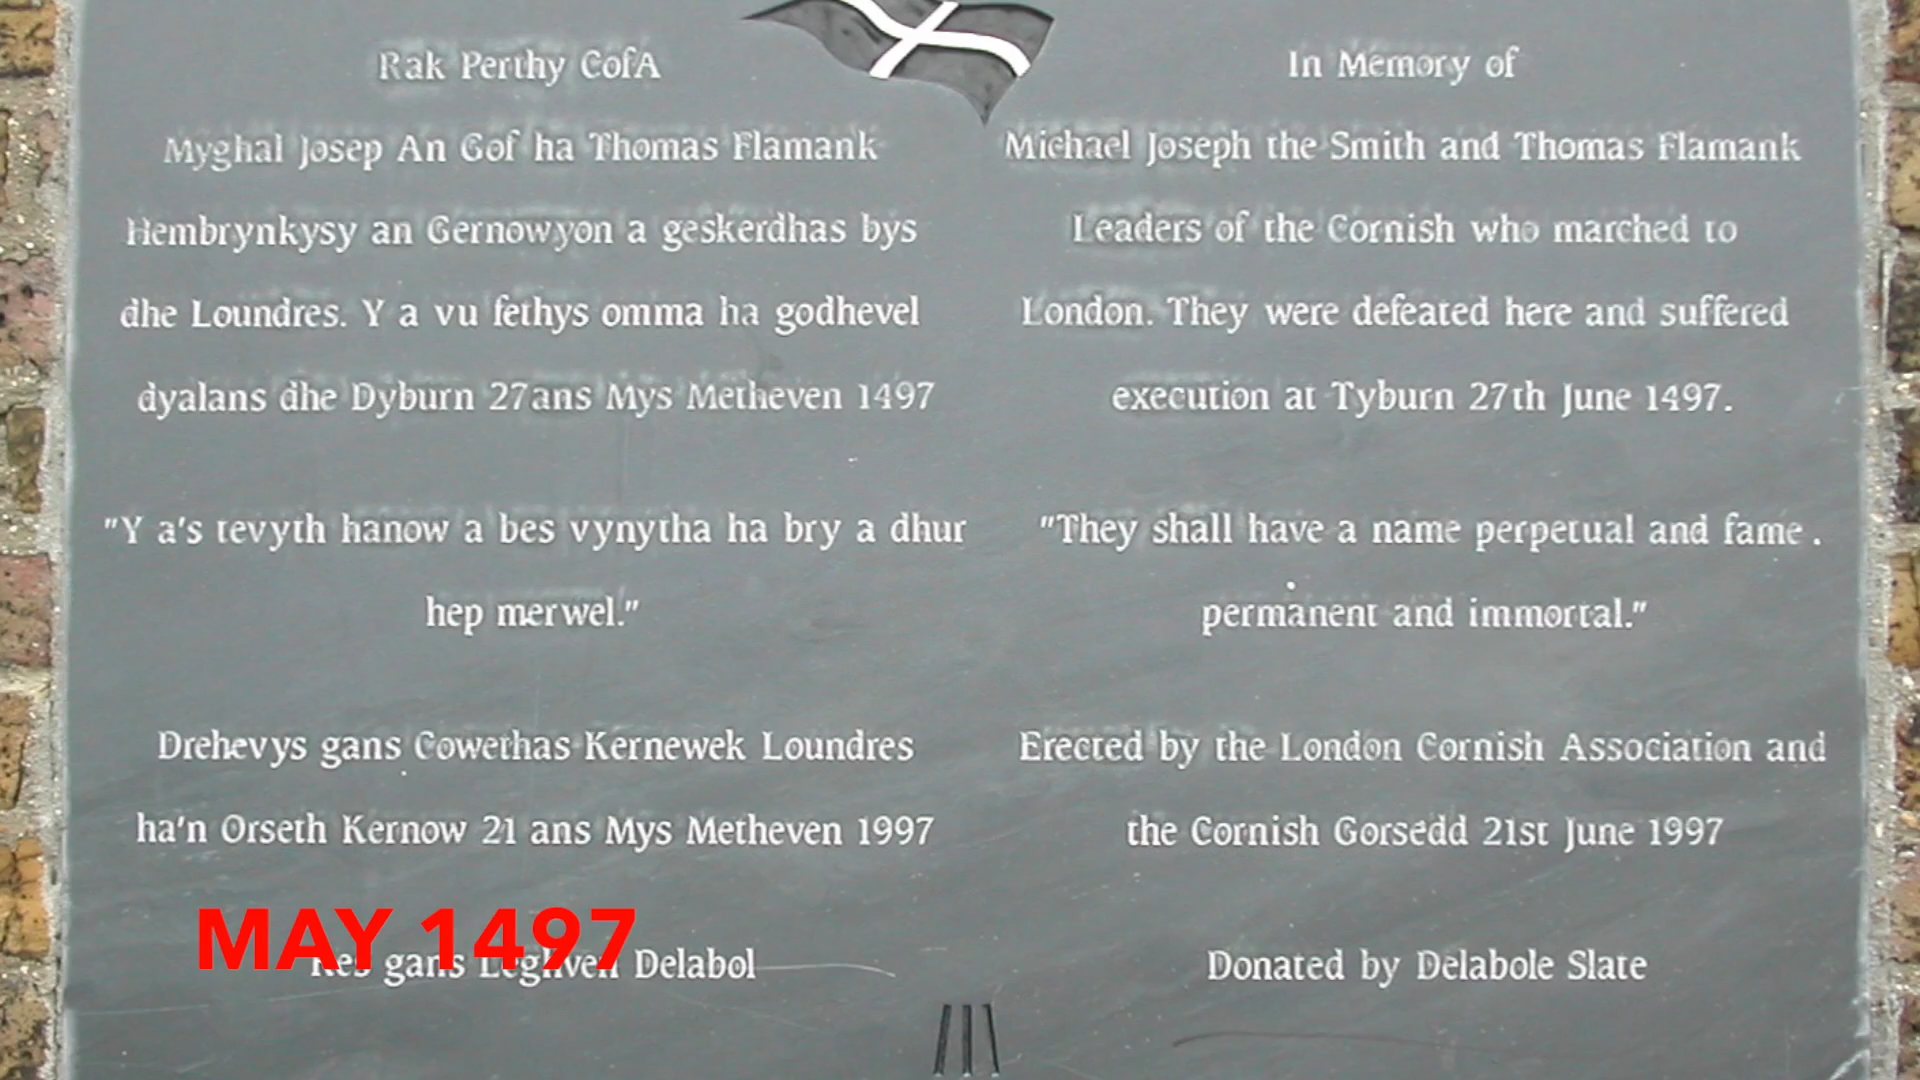 Rak Perthy CofA
Myghal Josep An Gof ha Thomas Flamank
Hembrynkysy an Gernowyon a geskerdhas bys
dhe Loundres. Y a vu fethys omma ha godhevel
dyalans dhe Dyburn 27ans Mys Metheven 1497
"Y a's tevyth hanow a bes vynytha ha bry a dhur
hep merwel."
Drehevys gans Cowethas Kernewek Loundres
ha'n Orseth Kernow 21 ans Mys Metheven 1997
gans Delabol
In Memory of
Michael Joseph the Smith and Thomas Flamank
Leaders of the Cornish who marched to
London. They were defeated here and suffered
execution at Tyburn 27th June 1497.
"They shall have a name perpetual and fame .
permanent and immortal."
Erected by the London Cornish Association and
the Cornish Gorsedd 21st June 1997
Donated by Delabole Slate
MAY 1497